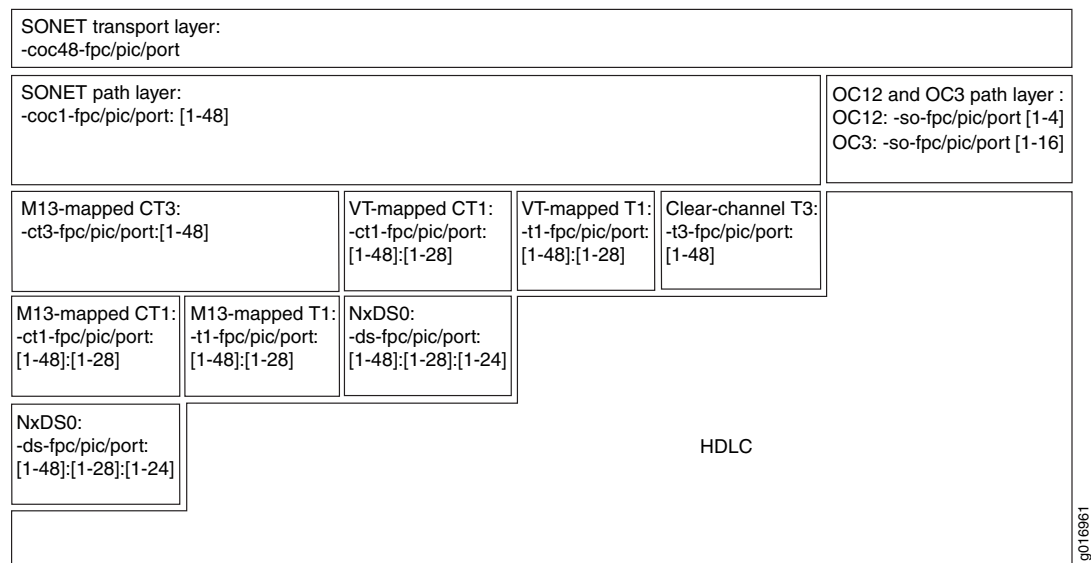 SONET transport layer:
-coc48-fpc/pic/port
SONET path layer:
-coc1-fpc/pic/port: [1-48]
OC12 and OC3 path layer :
OC12: -so-fpc/pic/port [1-4]
OC3: -so-fpc/pic/port [1-16]
M13-mapped CT3:
-ct3-fpc/pic/port:[1-48]
VT-mapped CT1:
-ct1-fpc/pic/port:
[1-48]:[1-28]
VT-mapped T1:
-t1-fpc/pic/port:
[1-48]:[1-28]
Clear-channel T3:
-t3-fpc/pic/port:
[1-48]
M13-mapped CT1:
-ct1-fpc/pic/port:
[1-48]:[1-28]
M13-mapped T1:
-t1-fpc/pic/port:
[1-48]:[1-28]
NxDS0:
-ds-fpc/pic/port:
[1-48]:[1-28]:[1-24]
NxDS0:
-ds-fpc/pic/port:
[1-48]:[1-28]:[1-24]
HDLC
g016961